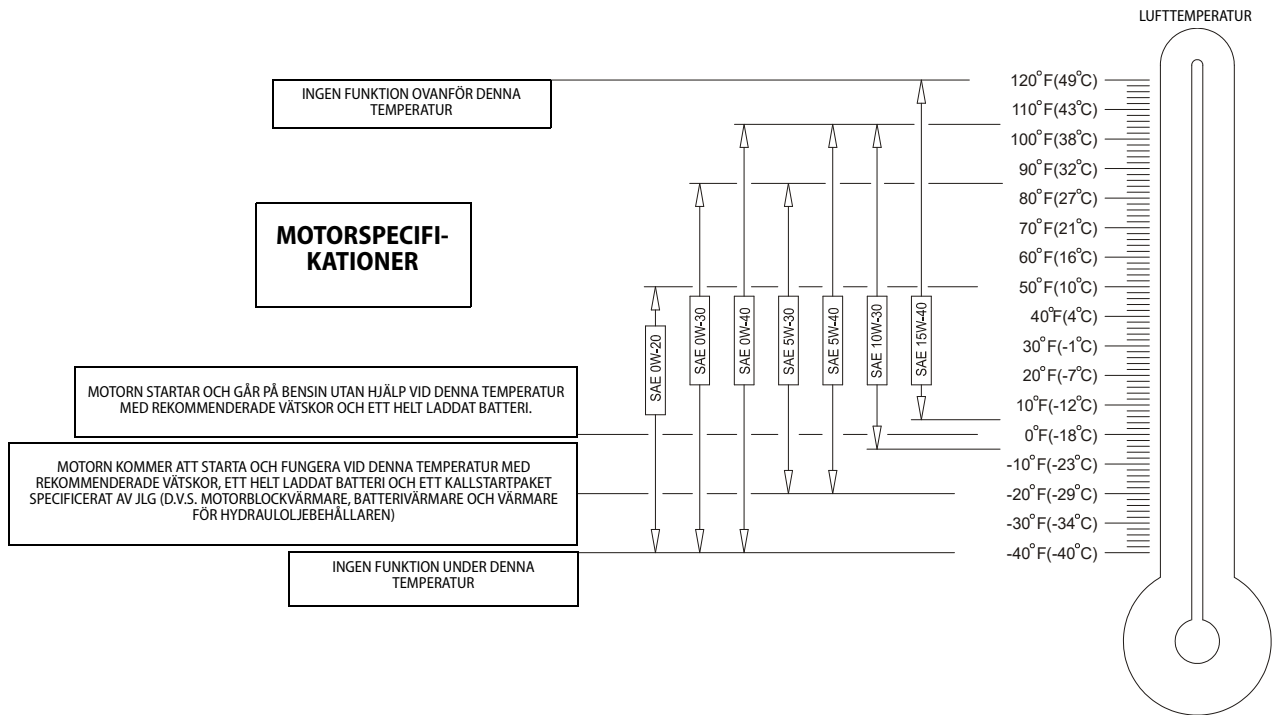 LUFTTEMPERATUR
INGEN FUNKTION OVANFÖR DENNA
TEMPERATUR
MOTORSPECIFI-
KATIONER
MOTORN STARTAR OCH GÅR PÅ BENSIN UTAN HJÄLP VID DENNA TEMPERATUR
MED REKOMMENDERADE VÄTSKOR OCH ETT HELT LADDAT BATTERI.
MOTORN KOMMER ATT STARTA OCH FUNGERA VID DENNA TEMPERATUR MED
REKOMMENDERADE VÄTSKOR, ETT HELT LADDAT BATTERI OCH ETT KALLSTARTPAKET
SPECIFICERAT AV JLG (D.V.S. MOTORBLOCKVÄRMARE, BATTERIVÄRMARE OCH VÄRMARE
FÖR HYDRAULOLJEBEHÅLLAREN)
INGEN FUNKTION UNDER DENNA
TEMPERATUR
SAE 0W-20
SAE 0W-30
SAE 0W-40
SAE 5W-30
SAE 5W-40
SAE 10W-30
SAE 15W-40
120°F(49°C)
110°F(43°C)
100°F(38°C)
90°F(32°C)
80°F(27°C)
70°F(21°C)
60°F(16°C)
50°F(10°C)
40°F(4°C)
30°F(-1°C)
20°F(-7°C)
10°F(-12°C)
0°F(-18°C)
-10°F(-23°C)
-20°F(-29°C)
-30°F(-34°C)
-40°F(-40°C)